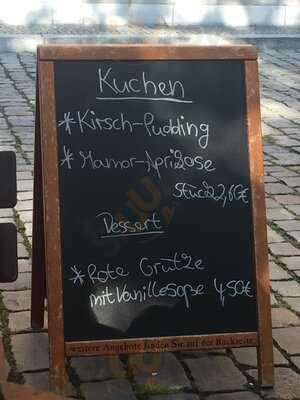 Kuchen
* Kirsch-Pudding
* Mamor-Aprikose
Stück 2,60€
Dessert
* Rote Grütze
mit Vanillesoße 4,50€
weitere Angebote finden Sie auf der Rückseite